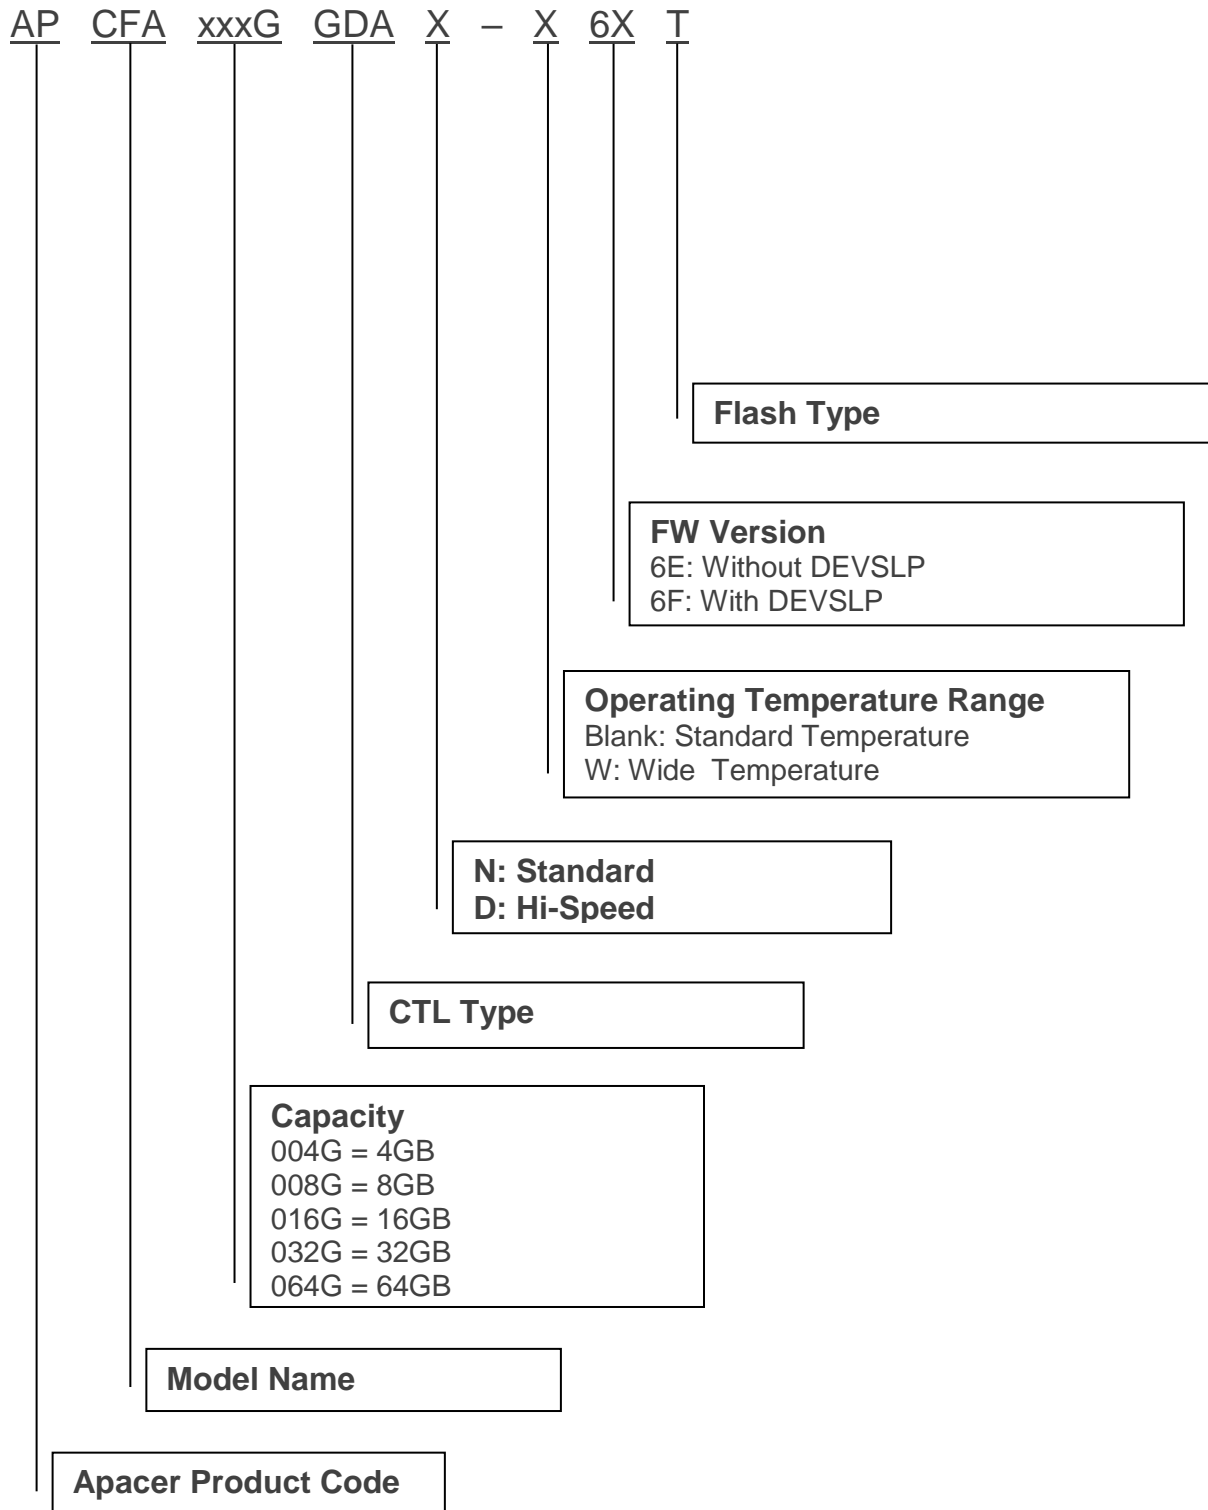 AP CFA xxxG GDA X – X 6X T
Flash Type
FW Version
6E: Without DEVSLP
6F: With DEVSLP
Operating Temperature Range
Blank: Standard Temperature
W: Wide Temperature
N: Standard
D: Hi-Speed
CTL Type
Capacity
004G = 4GB
008G = 8GB
016G = 16GB
032G = 32GB
064G = 64GB
Model Name
Apacer Product Code